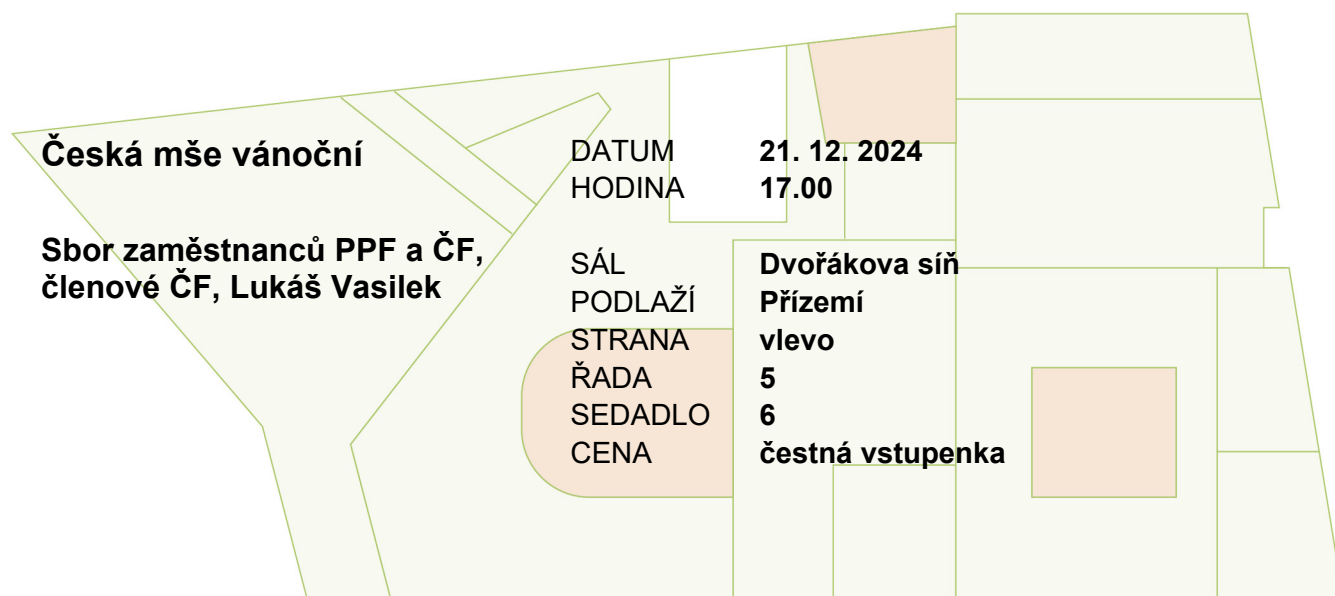 Česká mše vánoční
Sbor zaměstnanců PPF a ČF,
členové ČF, Lukáš Vasilek
DATUM 21. 12. 2024
HODINA 17.00
SÁL Dvořákova síň
PODLAŽÍ Přízemí
STRANA vlevo
ŘADA 5
SEDADLO 6
CENA čestná vstupenka